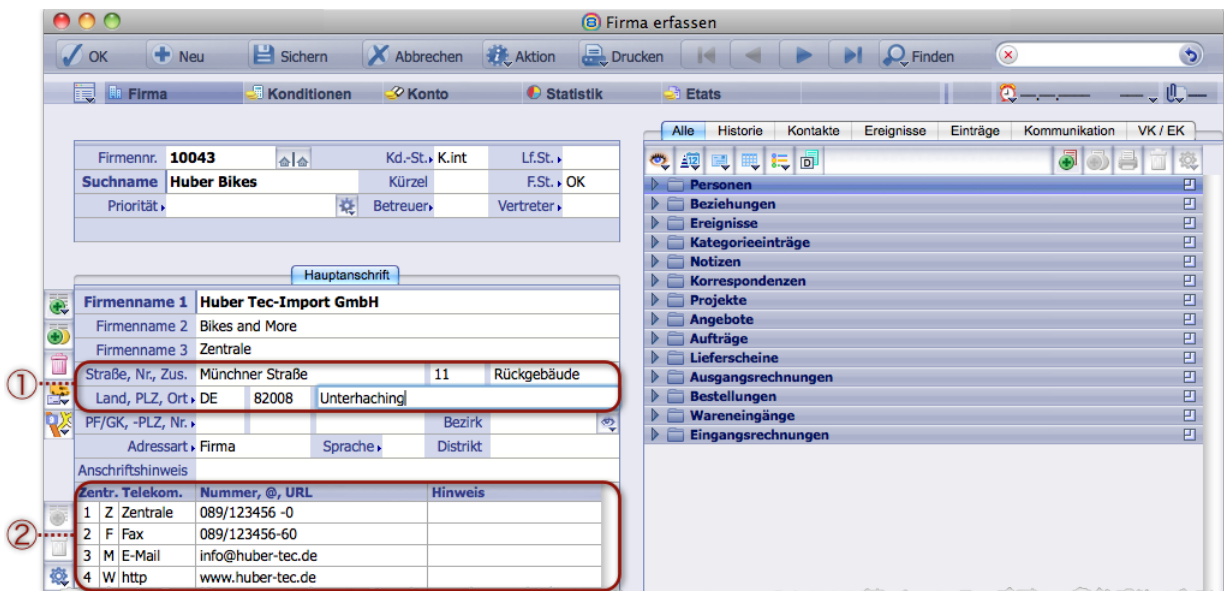 Firma erfassen
OK Neu Sichern Abbrechen Aktion Drucken Finden
Firma Konditionen Konto Statistik Etats
Alle Historie Kontakte Ereignisse Einträge Kommunikation VK / EK
Firmennr. 10043 Kd.-St. K.int Lf.St.
Suchname Huber Bikes Kürzel F.St. OK
Priorität Betreuer Vertreter
Hauptanschrift
Firmenname 1 Huber Tec-Import GmbH
Firmenname 2 Bikes and More
Firmenname 3 Zentrale
1
Straße, Nr., Zus. Münchner Straße 11 Rückgebäude
Land, PLZ, Ort DE 82008 Unterhaching
PF/GK, -PLZ, Nr. Bezirk
Adressart Firma Sprache Distrikt
Anschriftshinweis
2
Zentr. Telekom. Nummer, @, URL Hinweis
1 Z Zentrale 089/123456 -0
2 F Fax 089/123456-60
3 M E-Mail info@huber-tec.de
4 W http www.huber-tec.de
Personen
Beziehungen
Ereignisse
Kategorieeinträge
Notizen
Korrespondenzen
Projekte
Angebote
Aufträge
Lieferscheine
Ausgangsrechnungen
Bestellungen
Wareneingänge
Eingangsrechnungen